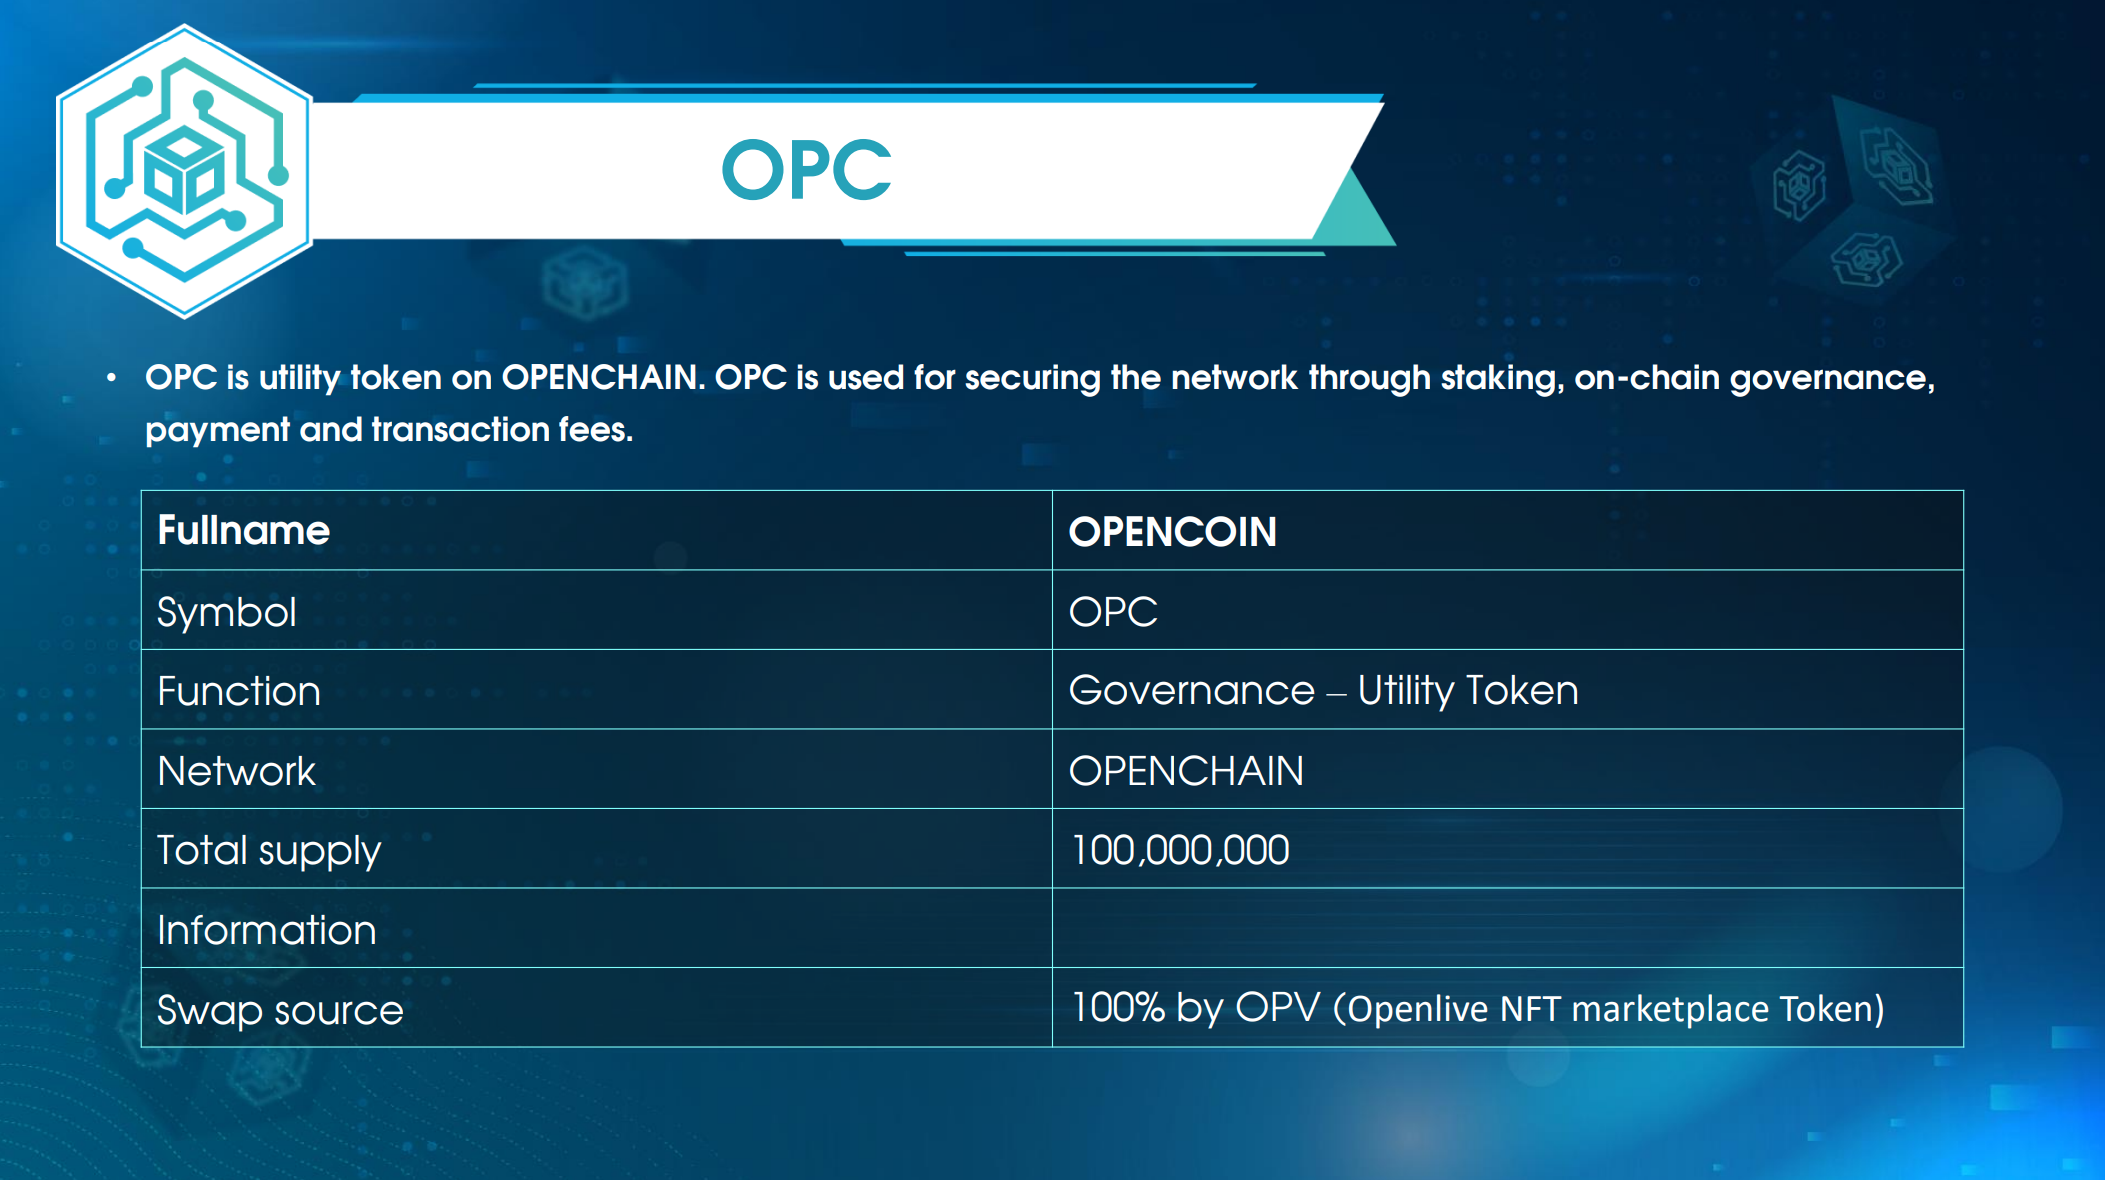 OPC
• OPC is utility token on OPENCHAIN. OPC is used for securing the network through staking, on-chain governance,
payment and transaction fees.
Fullname OPENCOIN
Symbol OPC
Function Governance – Utility Token
Network OPENCHAIN
Total supply 100,000,000
Information
Swap source 100% by OPV (Openlive NFT marketplace Token)